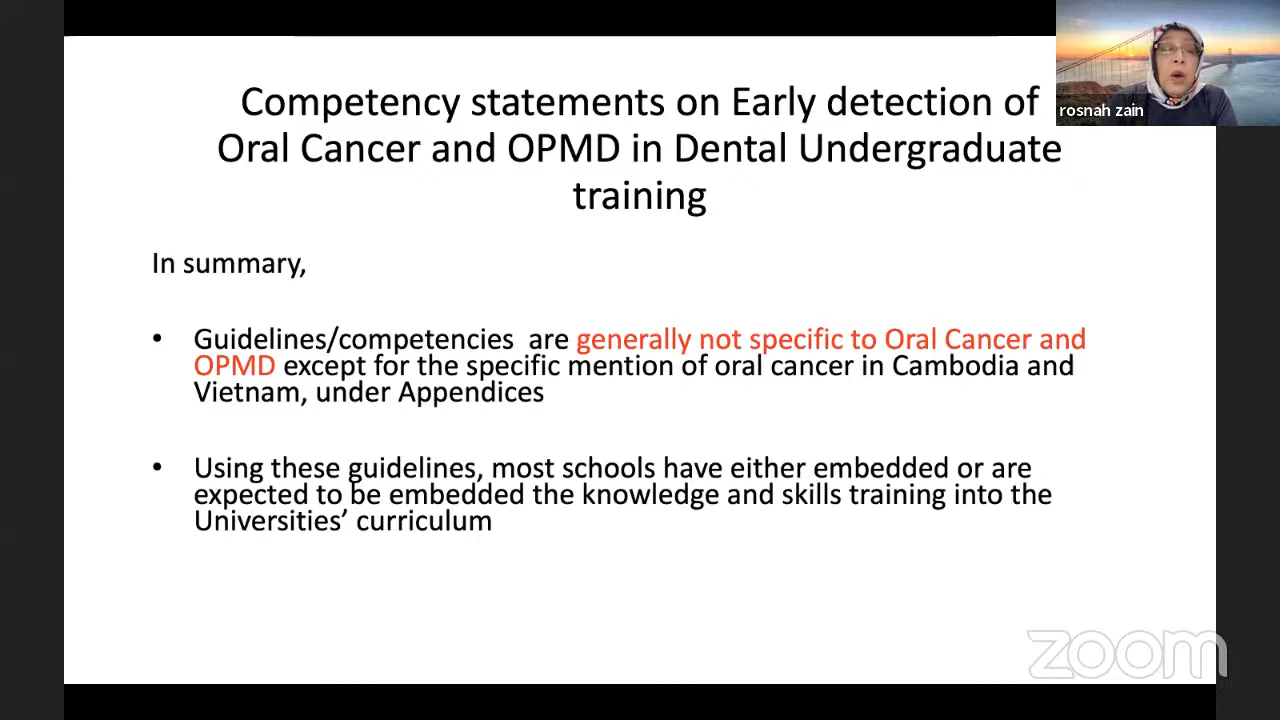 Competency statements on Early detection of
Oral Cancer and OPMD in Dental Undergraduate
training
rosnah zain
In summary,
• Guidelines/competencies are generally not specific to Oral Cancer and
OPMD except for the specific mention of oral cancer in Cambodia and
Vietnam, under Appendices
• Using these guidelines, most schools have either embedded or are
expected to be embedded the knowledge and skills training into the
Universities’ curriculum
zoom